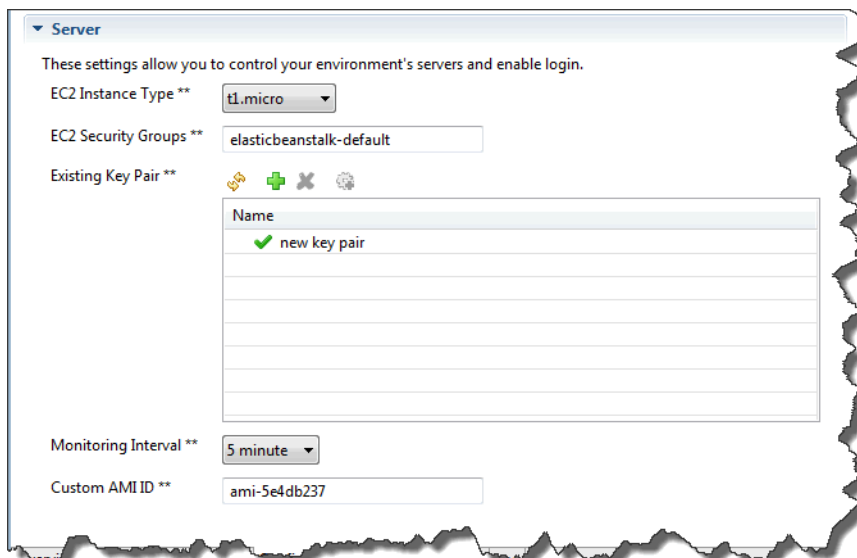 Server
These settings allow you to control your environment's servers and enable login.
EC2 Instance Type ** t1.micro
EC2 Security Groups ** elasticbeanstalk-default
Existing Key Pair **
Name
new key pair
Monitoring Interval ** 5 minute
Custom AMI ID ** ami-5e4db237